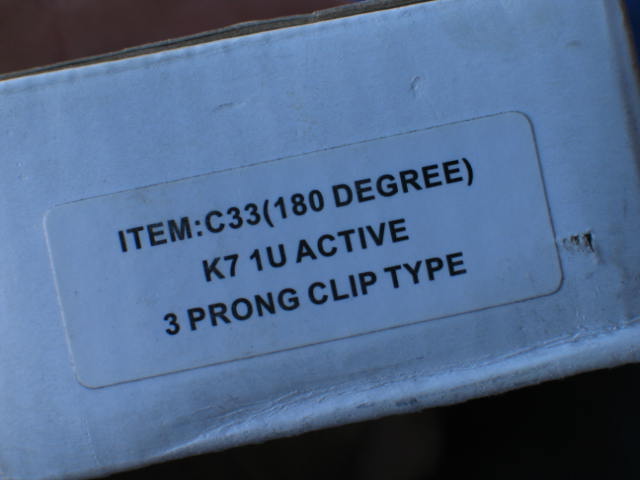 ITEM:C33(180 DEGREE)
K7 1U ACTIVE
3 PRONG CLIP TYPE